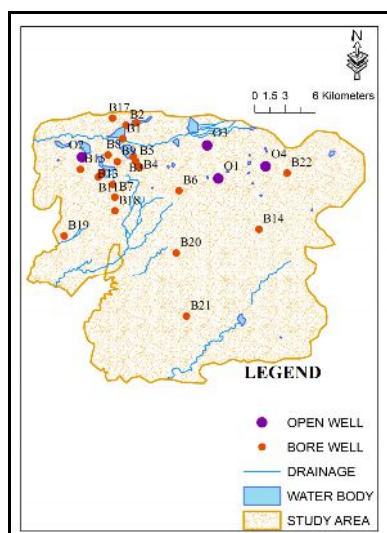 N
0 1.5 3 6 Kilometers
B17
B2
B1
O3
O2
B8
B5
B9
B15
B4
O4
B22
O1
B13
B7
B6
B18
B14
B19
B20
B21
LEGEND
OPEN WELL
BORE WELL
DRAINAGE
WATER BODY
STUDY AREA